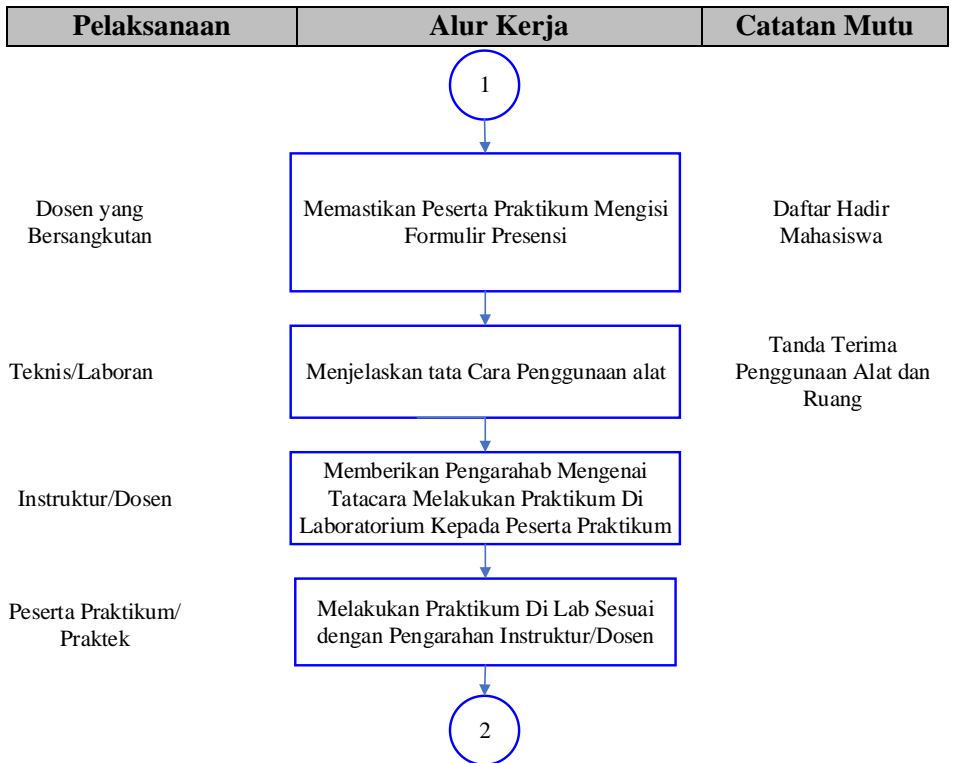 Pelaksanaan Alur Kerja Catatan Mutu
1
Dosen yang
Bersangkutan
Memastikan Peserta Praktikum Mengisi
Formulir Presensi
Daftar Hadir
Mahasiswa
Teknis/Laboran
Menjelaskan tata Cara Penggunaan alat
Tanda Terima
Penggunaan Alat dan
Ruang
Instruktur/Dosen
Memberikan Pengarahab Mengenai
Tatacara Melakukan Praktikum Di
Laboratorium Kepada Peserta Praktikum
Peserta Praktikum/
Praktek
Melakukan Praktikum Di Lab Sesuai
dengan Pengarahan Instruktur/Dosen
2